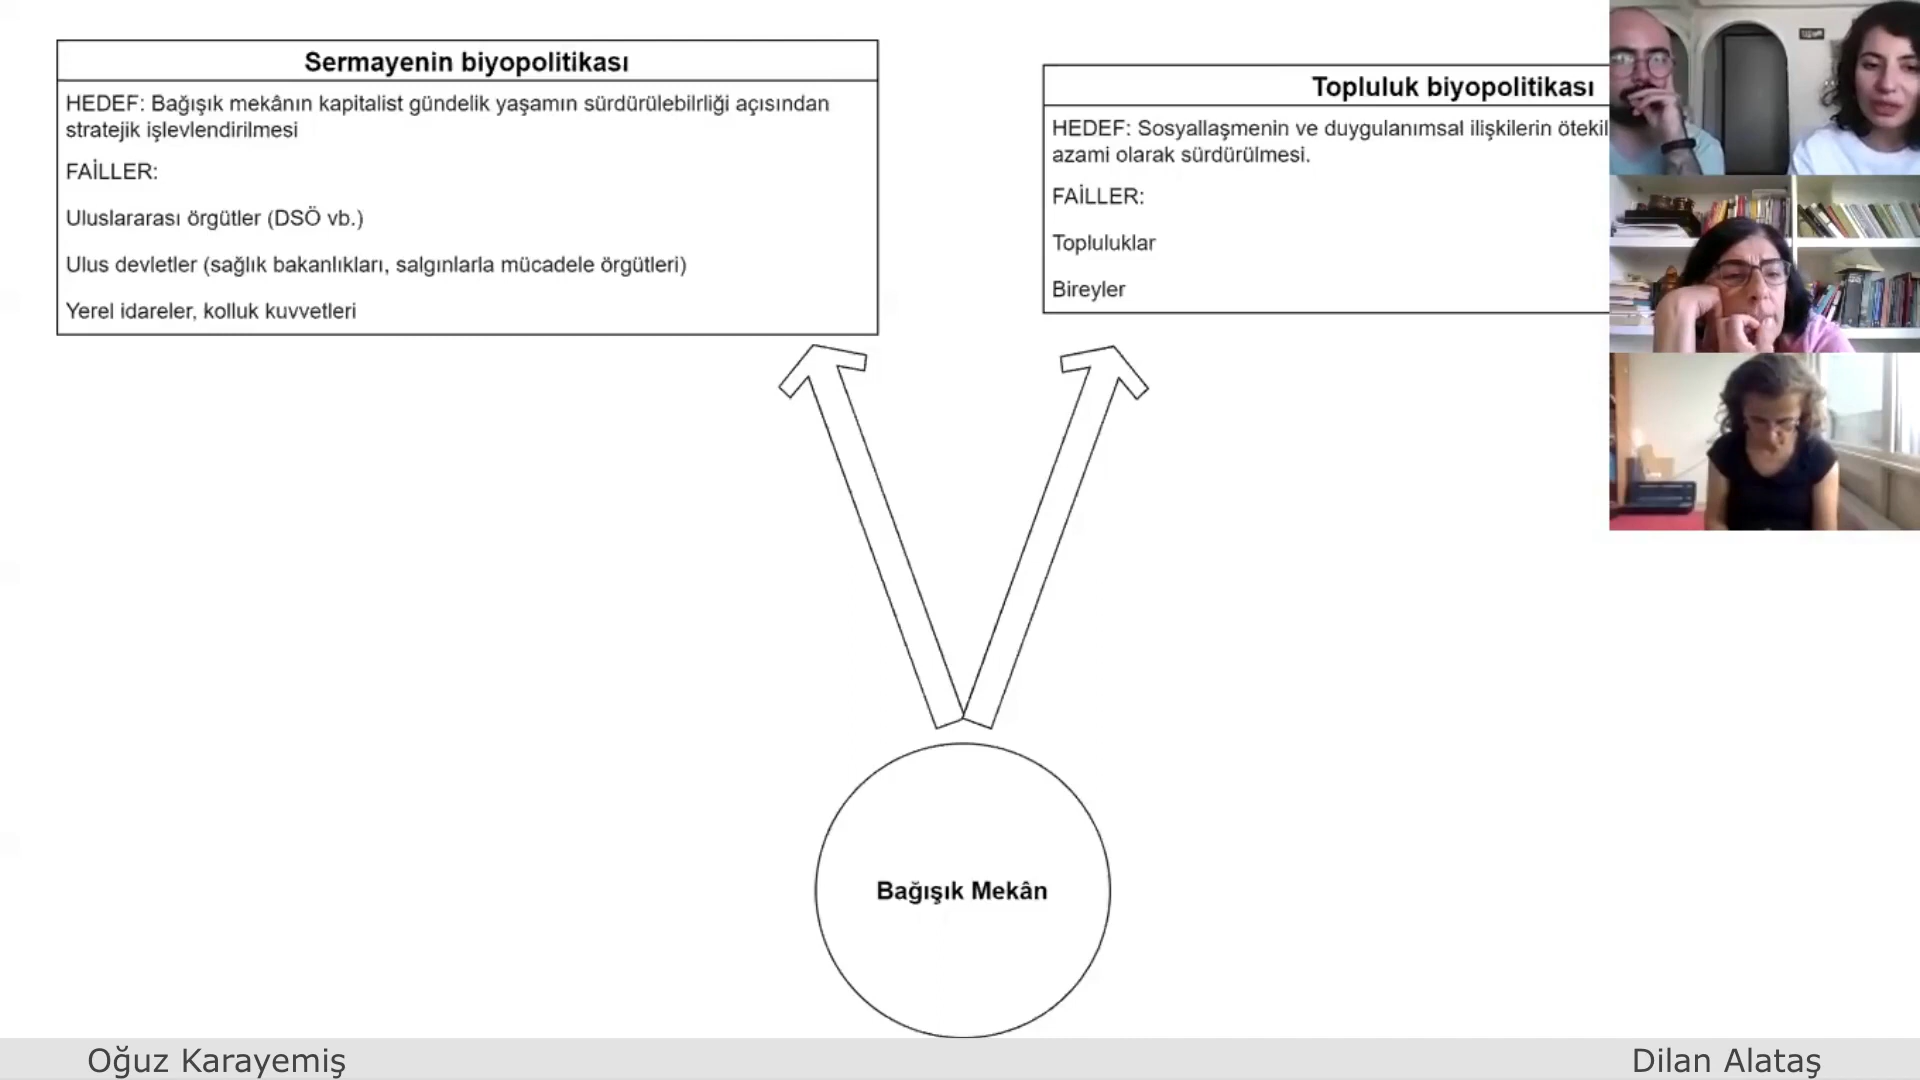 Sermayenin biyopolitikası
HEDEF: Bağışık mekânın kapitalist gündelik yaşamın sürdürülebilrliği açısından
stratejik işlevlendirilmesi
FAİLLER:
Uluslararası örgütler (DSÖ vb.)
Ulus devletler (sağlık bakanlıkları, salgınlarla mücadele örgütleri)
Yerel idareler, kolluk kuvvetleri
Topluluk biyopolitikası
HEDEF: Sosyallaşmenin ve duygulanımsal ilişkilerin
azami olarak sürdürülmesi.
FAİLLER:
Topluluklar
Bireyler
Bağışık Mekân
Oğuz Karayemiş
Dilan Alataş